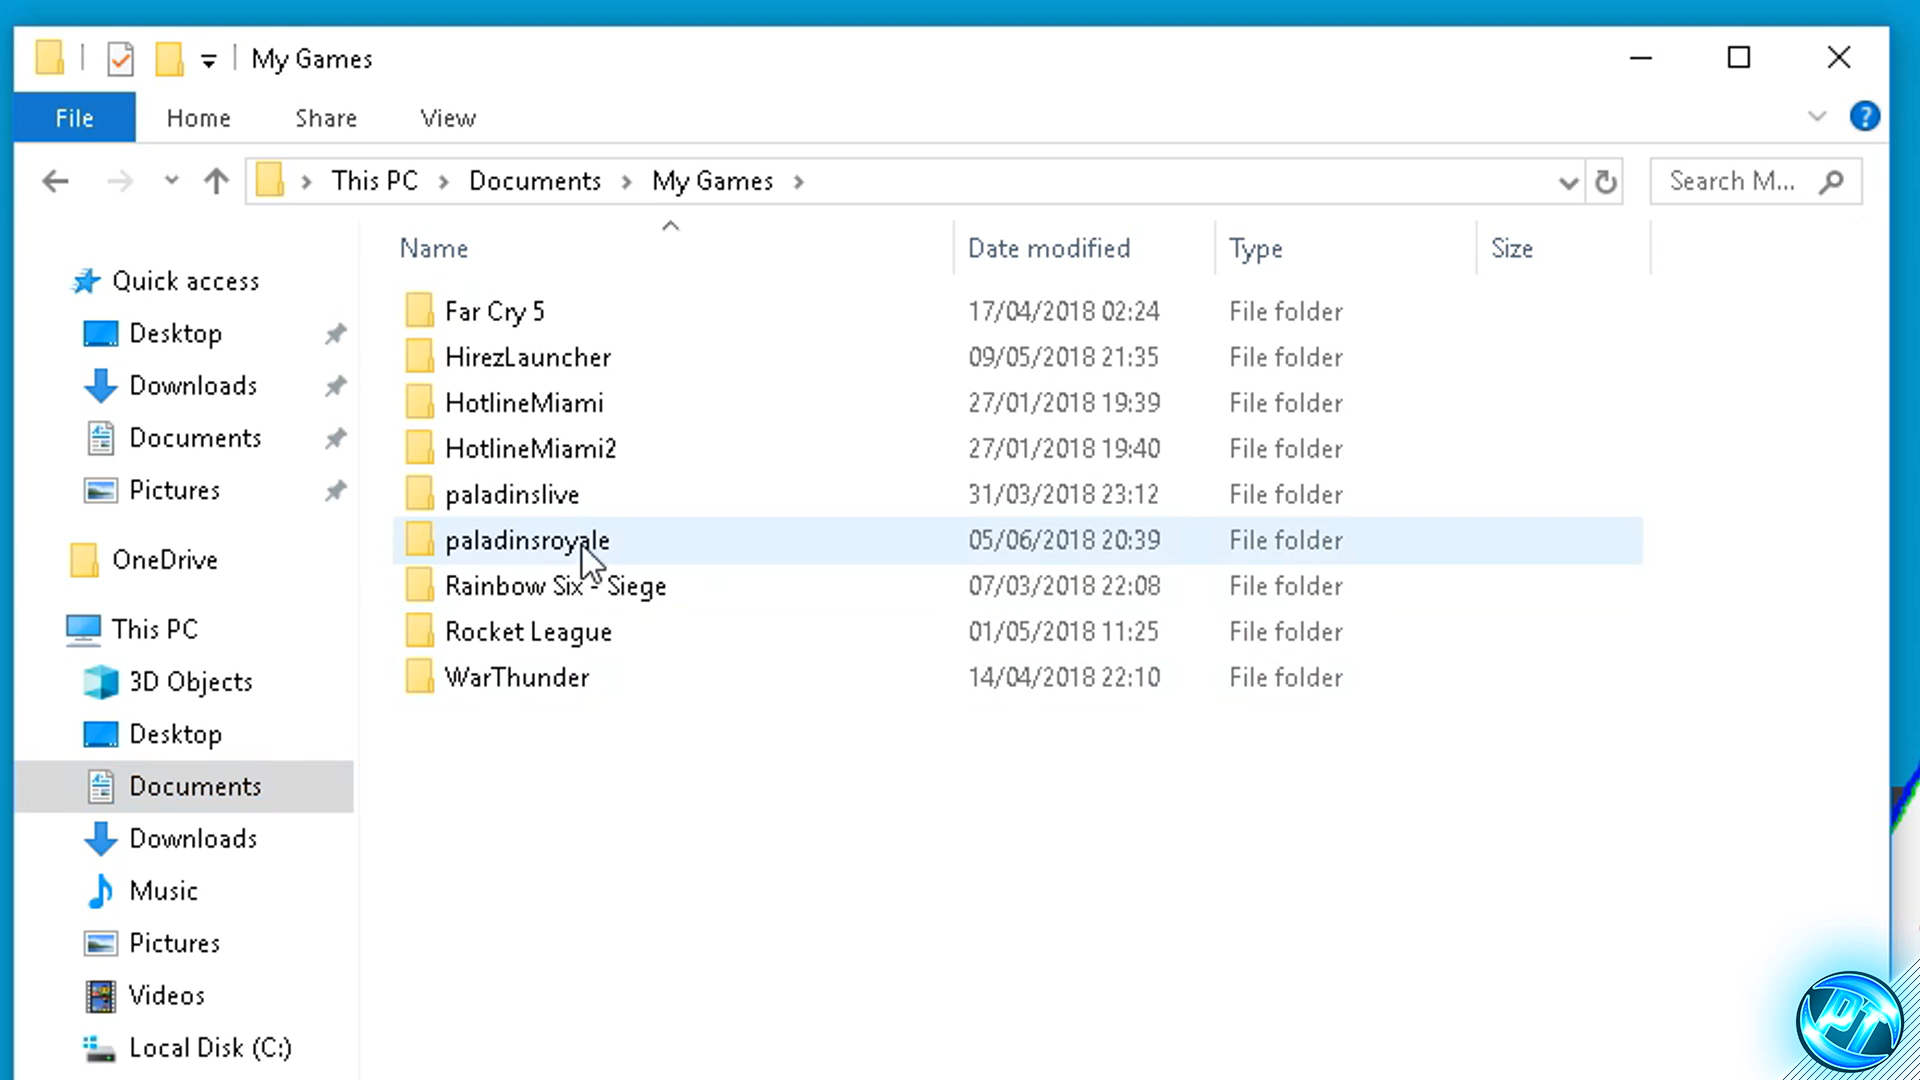 My Games
File Home Share View
?
This PC Documents My Games
Search M...
Name Date modified Type Size
Quick access
Desktop
Downloads
Documents
Pictures
OneDrive
This PC
3D Objects
Desktop
Documents
Downloads
Music
Pictures
Videos
Local Disk (C:)
Far Cry 5 17/04/2018 02:24 File folder
HirezLauncher 09/05/2018 21:35 File folder
HotlineMiami 27/01/2018 19:39 File folder
HotlineMiami2 27/01/2018 19:40 File folder
paladinslive 31/03/2018 23:12 File folder
paladinsroyale 05/06/2018 20:39 File folder
Rainbow Six - Siege 07/03/2018 22:08 File folder
Rocket League 01/05/2018 11:25 File folder
WarThunder 14/04/2018 22:10 File folder
PT